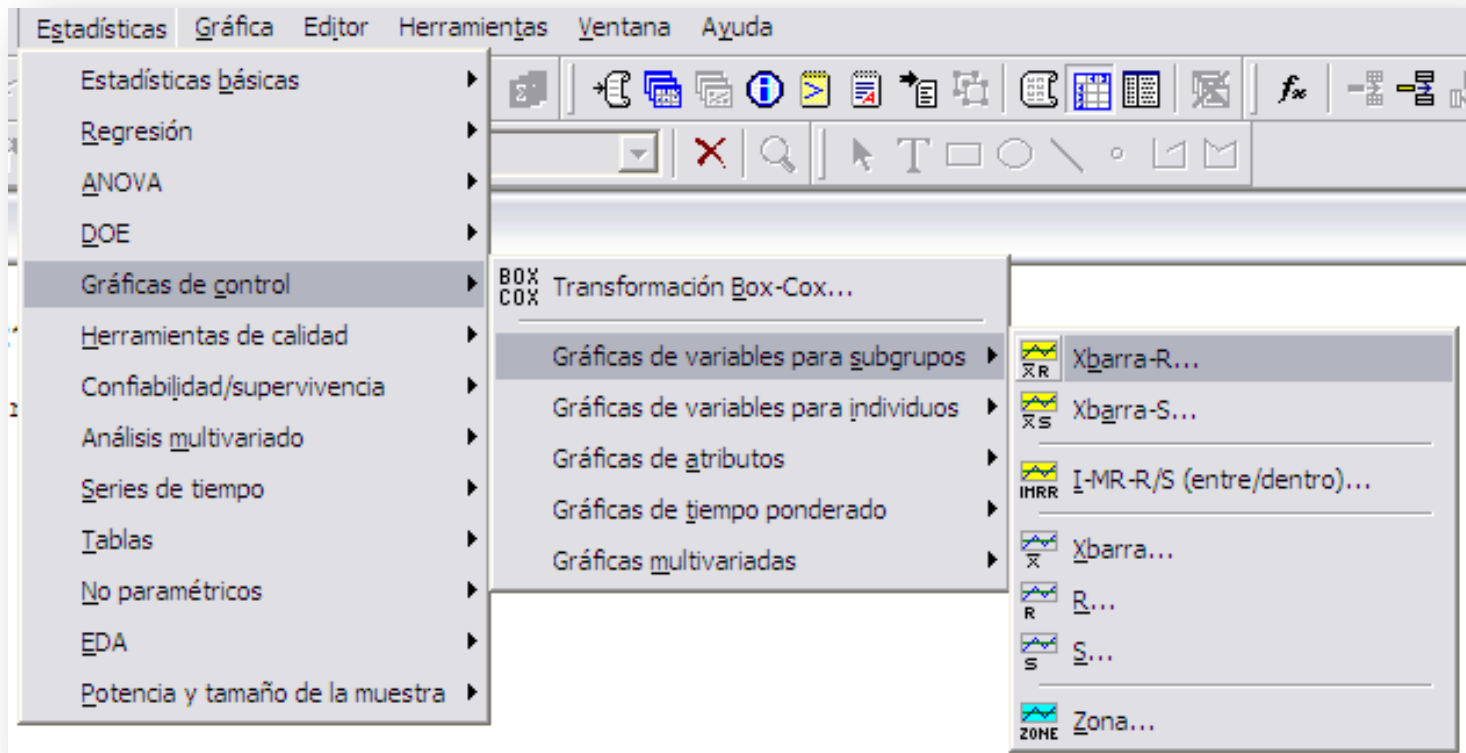 Estadísticas Gráfica Editor Herramientas Ventana Ayuda
Estadísticas básicas
Regresión
ANOVA
DOE
Gráficas de control
Herramientas de calidad
Confiabilidad/supervivencia
Análisis multivariado
Series de tiempo
Tablas
No paramétricos
EDA
Potencia y tamaño de la muestra
BOX COX Transformación Box-Cox...
Gráficas de variables para subgrupos
Gráficas de variables para individuos
Gráficas de atributos
Gráficas de tiempo ponderado
Gráficas multivariadas
X̄ R Xbarra-R...
X̄ S Xbarra-S...
IMRR I-MR-R/S (entre/dentro)...
X̄ Xbarra...
R R...
S S...
ZONE Zona...